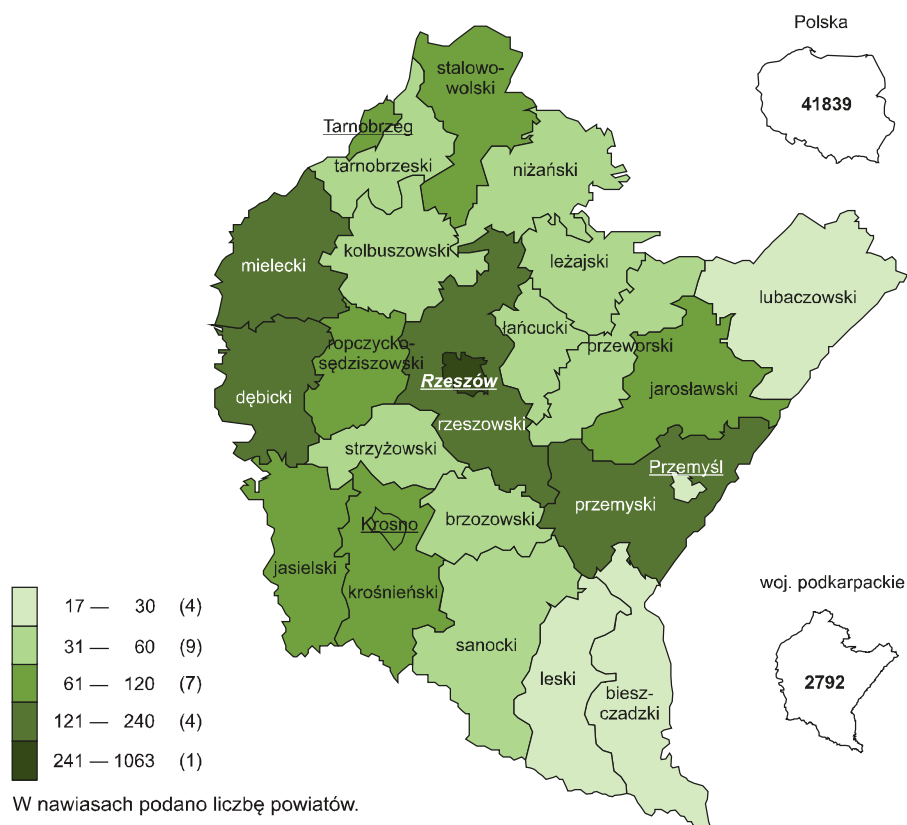 Polska
41839
stalowo-
wolski
Tarnobrzeg
tarnobrzeski
niżański
kolbuszowski
mielecki
leżajski
lubaczowski
łańcucki
ropczycko-
sędziszowski
przeworski
Rzeszów
jarosławski
dębicki
rzeszowski
strzyżowski
Przemyśl
przemyski
brzozowski
Krosno
jasielski
krośnieński
sanocki
leski
biesz-
czadzki
woj. podkarpackie
2792
17 — 30 (4)
31 — 60 (9)
61 — 120 (7)
121 — 240 (4)
241 — 1063 (1)
W nawiasach podano liczbę powiatów.